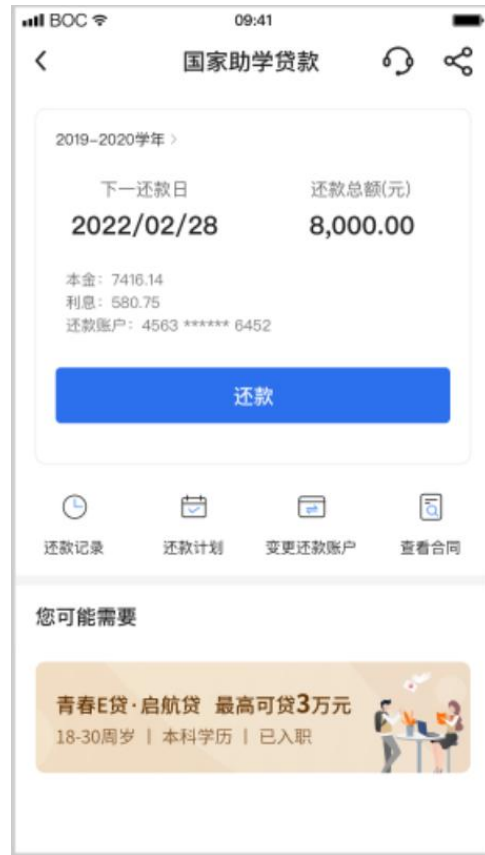 BOC 09:41
国家助学贷款
2019-2020学年 >
下一还款日 还款总额(元)
2022/02/28 8,000.00
本金：7416.14
利息：580.75
还款账户：4563 ****** 6452
还款
还款记录 还款计划 变更还款账户 查看合同
您可能需要
青春E贷·启航贷 最高可贷3万元
18-30周岁 | 本科学历 | 已入职